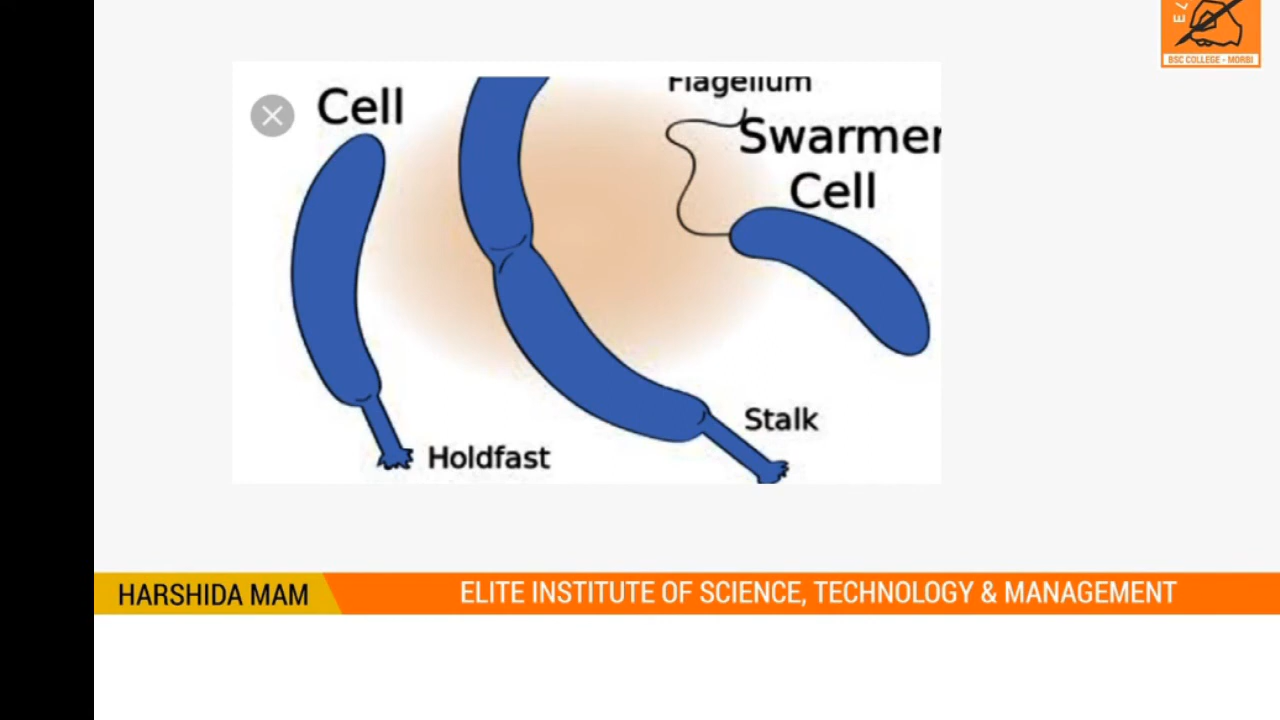 BSC COLLEGE - MORBI
Flagellum
Cell
Swarmer
Cell
Stalk
Holdfast
HARSHIDA MAM
ELITE INSTITUTE OF SCIENCE, TECHNOLOGY & MANAGEMENT